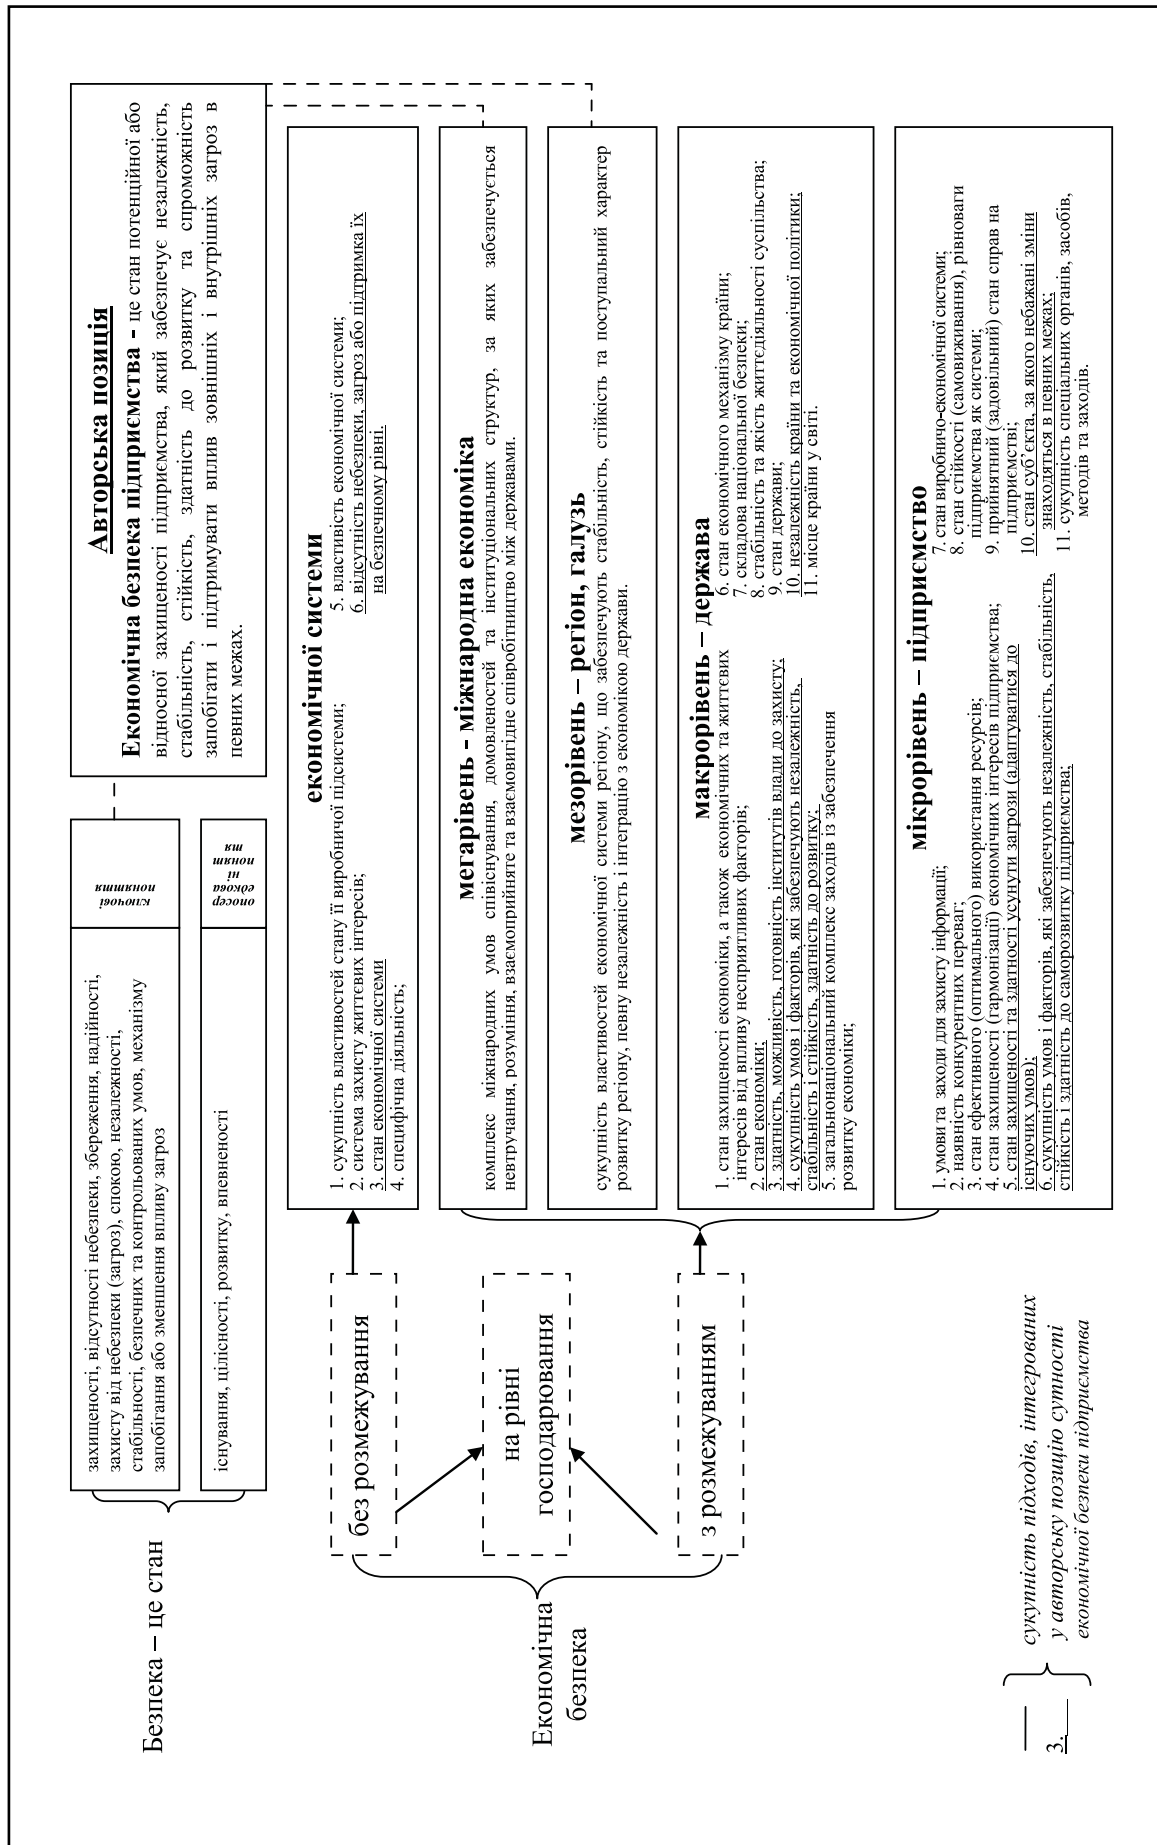 Безпека – це стан
захищеності, відсутності небезпеки, збереження, надійності,
захисту від небезпеки (загроз), спокою, незалежності,
стабільності, безпечних та контрольованих умов, механізму
запобігання або зменшення впливу загроз
ключові
поняття
існування, цілісності, розвитку, впевненості
опосер
едкова
ні
понят
тя
Авторська позиція
Економічна безпека підприємства - це стан потенційної або
відносної захищеності підприємства, який забезпечує незалежність,
стабільність, стійкість, здатність до розвитку та спроможність
запобігати і підтримувати вплив зовнішніх і внутрішніх загроз в
певних межах.
Економічна
безпека
без розмежування
на рівні
господарювання
з розмежуванням
економічної системи
1. сукупність властивостей стану її виробничої підсистеми;
2. система захисту життєвих інтересів;
3. стан економічної системи
4. специфічна діяльність;
5. властивість економічної системи;
6. відсутність небезпеки, загроз або підтримка їх
на безпечному рівні.
мегарівень - міжнародна економіка
комплекс міжнародних умов співіснування, домовленостей та інституціональних структур, за яких забезпечується
невтручання, розуміння, взаємоприйняте та взаємовигідне співробітництво між державами.
мезорівень – регіон, галузь
сукупність властивостей економічної системи регіону, що забезпечують стабільність, стійкість та поступальний характер
розвитку регіону, певну незалежність і інтеграцію з економікою держави.
макрорівень – держава
1. стан захищеності економіки, а також економічних та життєвих
інтересів від впливу несприятливих факторів;
2. стан економіки;
3. здатність, можливість, готовність інститутів влади до захисту;
4. сукупність умов і факторів, які забезпечують незалежність,
стабільність і стійкість, здатність до розвитку;
5. загальнонаціональний комплекс заходів із забезпечення
розвитку економіки;
6. стан економічного механізму країни;
7. складова національної безпеки;
8. стабільність та якість життєдіяльності суспільства;
9. стан держави;
10. незалежність країни та економічної політики;
11. місце країни у світі.
мікрорівень – підприємство
1. умови та заходи для захисту інформації;
2. наявність конкурентних переваг;
3. стан ефективного (оптимального) використання ресурсів;
4. стан захищеності (гармонізації) економічних інтересів підприємства;
5. стан захищеності та здатності усунути загрози (адаптуватися до
існуючих умов);
6. сукупність умов і факторів, які забезпечують незалежність, стабільність,
стійкість і здатність до саморозвитку підприємства;
7. стан виробничо-економічної системи;
8. стан стійкості (самовиживання), рівноваги
підприємства як системи;
9. прийнятний (задовільний) стан справ на
підприємстві;
10. стан суб’єкта, за якого небажані зміни
знаходяться в певних межах;
11. сукупність спеціальних органів, засобів,
методів та заходів.
3.
сукупність підходів, інтегрованих
у авторську позицію сутності
економічної безпеки підприємства